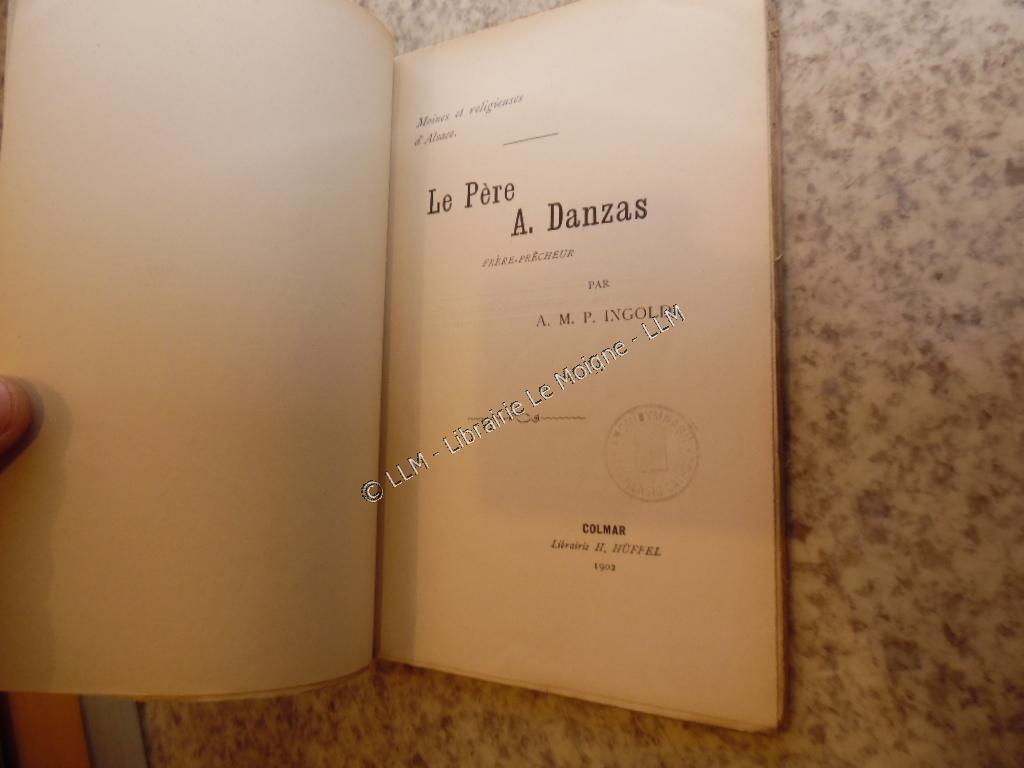 Moines et religieuses
d'Alsace.
Le Père
A. Danzas
FRÈRE-PRÊCHEUR
PAR
A. M. P. INGOLD
© LLM - Librairie Le Moigne - LLM
COLMAR
Librairie H. HÜFFEL
1902